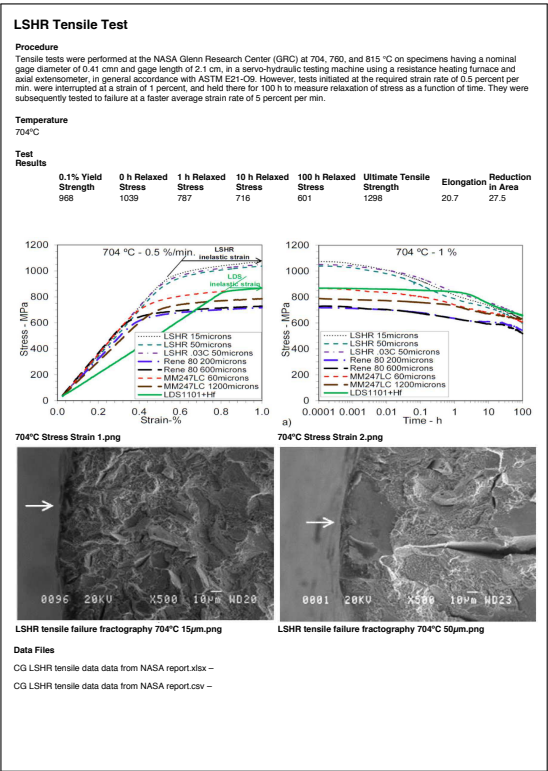 LSHR Tensile Test
Procedure
Tensile tests were performed at the NASA Glenn Research Center (GRC) at 704, 760, and 815 °C on specimens having a nominal
gage diameter of 0.41 cmn and gage length of 2.1 cm, in a servo-hydraulic testing machine using a resistance heating furnace and
axial extensometer, in general accordance with ASTM E21-O9. However, tests initiated at the required strain rate of 0.5 percent per
min. were interrupted at a strain of 1 percent, and held there for 100 h to measure relaxation of stress as a function of time. They were
subsequently tested to failure at a faster average strain rate of 5 percent per min.
Temperature
704°C
Test
Results
0.1% Yield Strength 0 h Relaxed Stress 1 h Relaxed Stress 10 h Relaxed Stress 100 h Relaxed Stress Ultimate Tensile Strength Elongation Reduction in Area
968 1039 787 716 601 1298 20.7 27.5
704 °C - 0.5 %/min.
LSHR
inelastic strain
LDS
inelastic strain
Stress - MPa
1200
1000
800
600
400
200
0
LSHR 15microns
LSHR 50microns
LSHR .03C 50microns
Rene 80 200microns
Rene 80 600microns
MM247LC 60microns
MM247LC 1200microns
LDS1101+Hf
0.0 0.2 0.4 0.6 0.8 1.0
Strain-%
a)
704 °C - 1 %
Stress - MPa
1200
1000
800
600
400
200
0
LSHR 15microns
LSHR 50microns
LSHR .03C 50microns
Rene 80 200microns
Rene 80 600microns
MM247LC 60microns
MM247LC 1200microns
LDS1101+Hf
0.0001 0.001 0.01 0.1 1 10 100
Time - h
704°C Stress Strain 1.png
704°C Stress Strain 2.png
0096 20KV X500 10µm WD20
0001 20KV X500 10µm WD23
LSHR tensile failure fractography 704°C 15µm.png
LSHR tensile failure fractography 704°C 50µm.png
Data Files
CG LSHR tensile data data from NASA report.xlsx –
CG LSHR tensile data data from NASA report.csv –